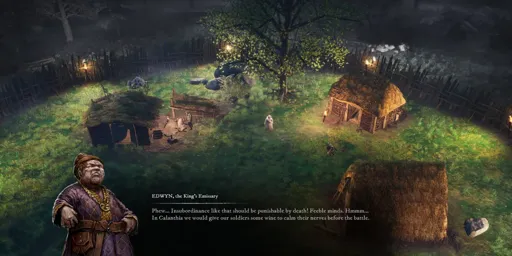 EDWYN, the King's Emissary
Phew... Insubordinance like that should be punishable by death! Feeble minds. Hmmm...
In Calanthia we would give our soldiers some wine to calm their nerves before the battle.